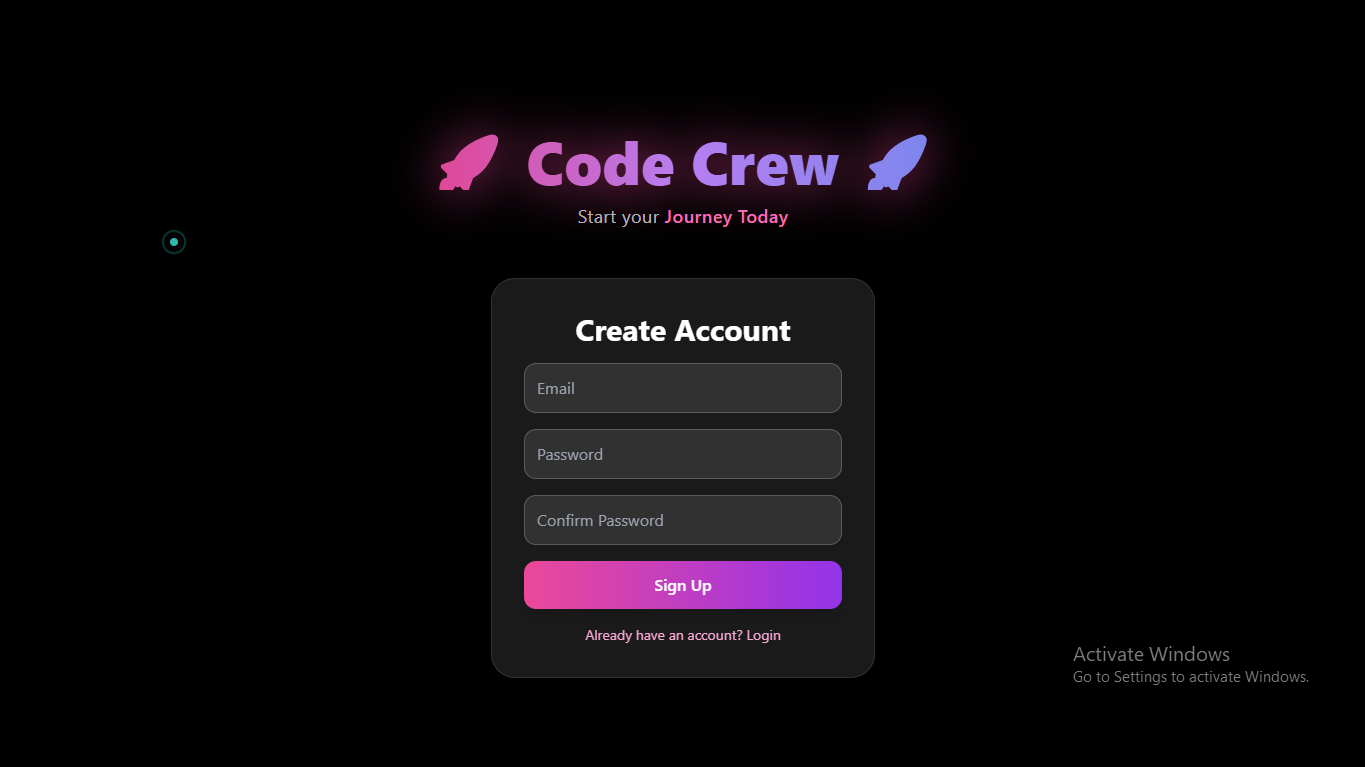 Code Crew
Start your Journey Today
Create Account
Email
Password
Confirm Password
Sign Up
Already have an account? Login
Activate Windows
Go to Settings to activate Windows.